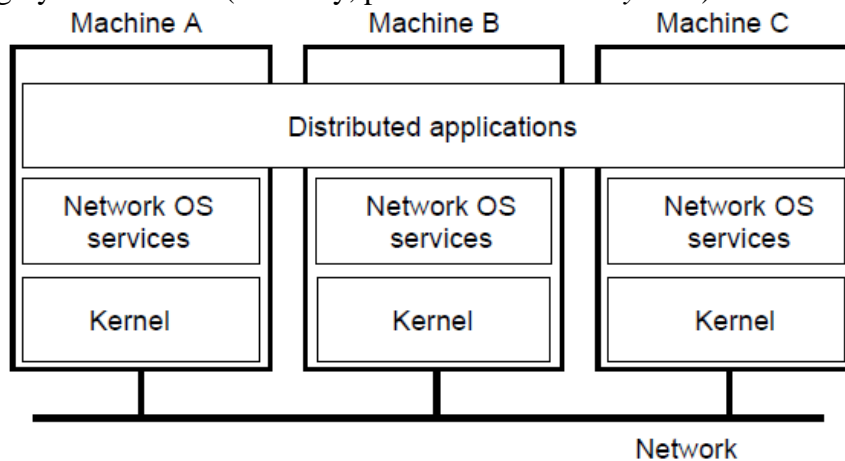 Machine A Machine B Machine C
Distributed applications
Network OS services Network OS services Network OS services
Kernel Kernel Kernel
Network